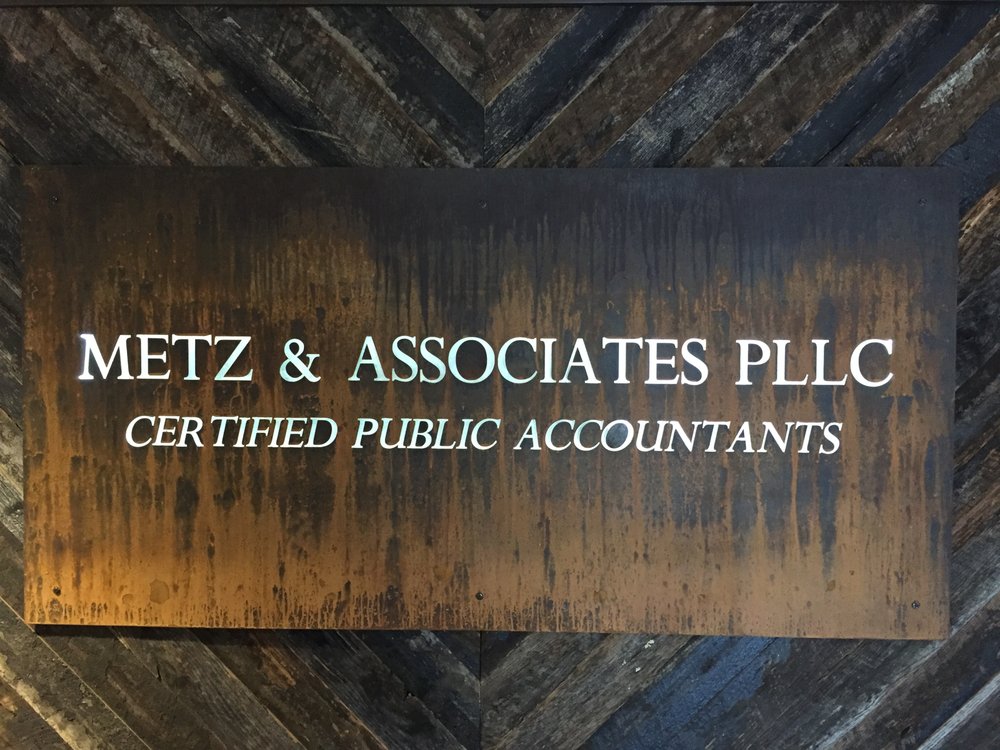 METZ & ASSOCIATES PLLC
CERTIFIED PUBLIC ACCOUNTANTS